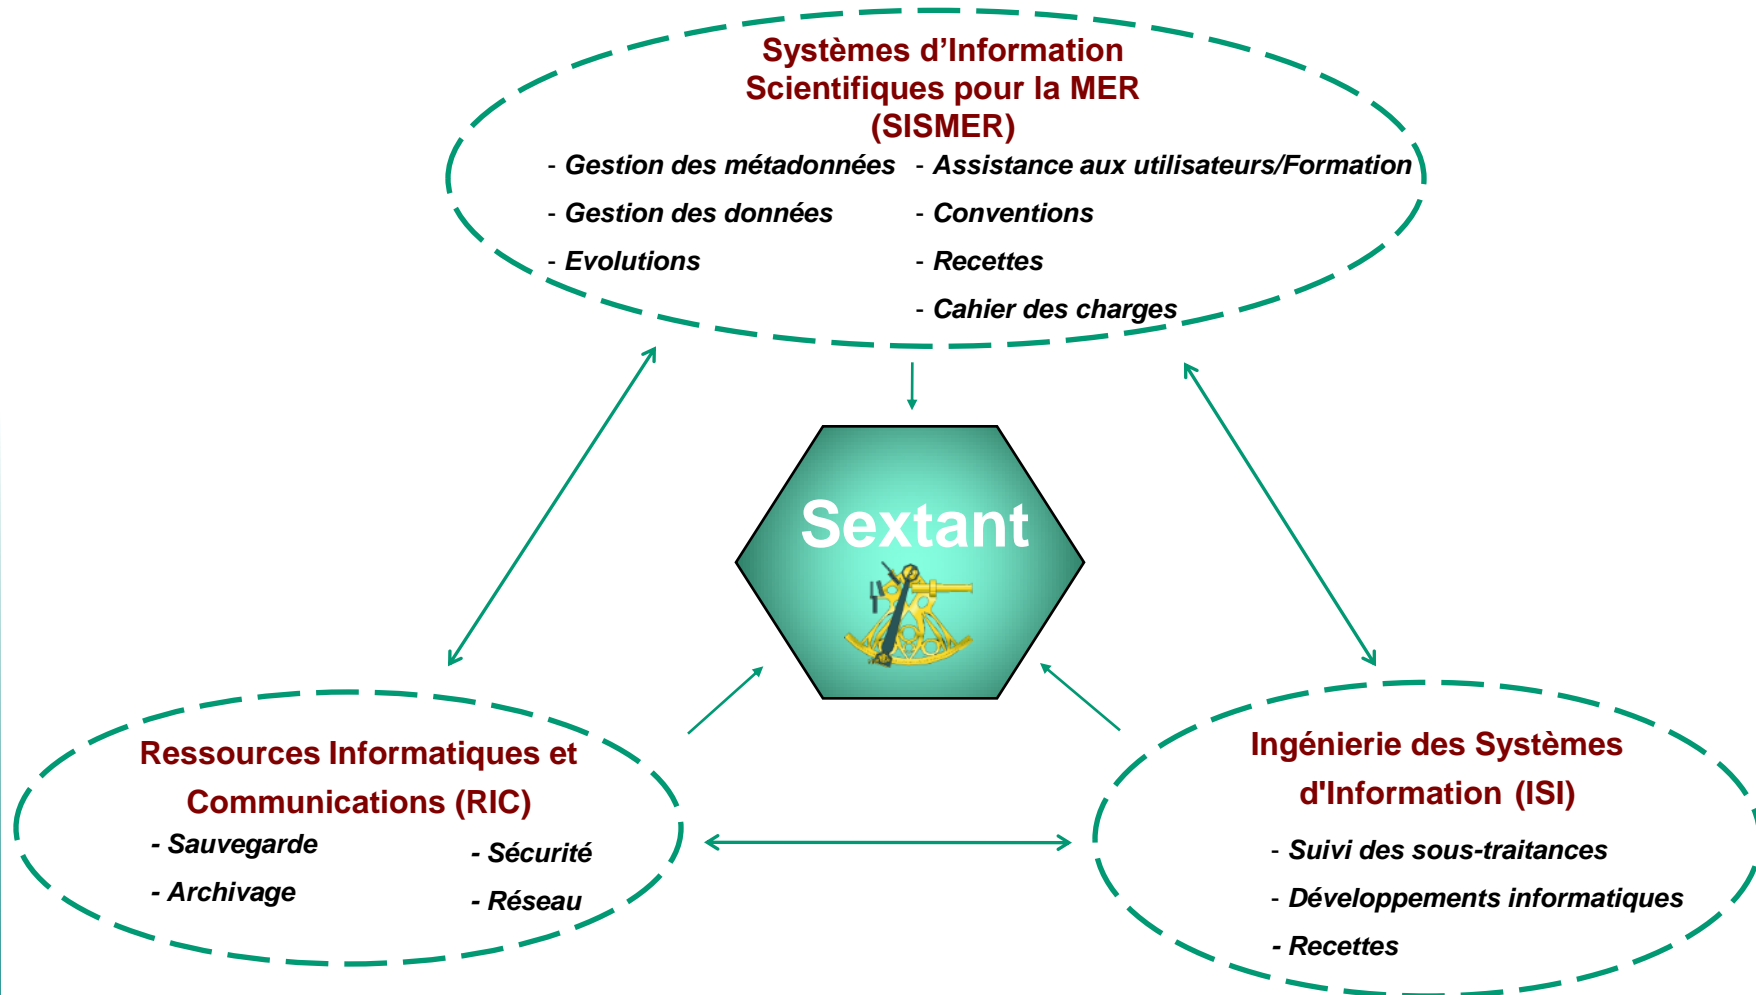 Systèmes d’Information
Scientifiques pour la MER
(SISMER)
- Gestion des métadonnées
- Gestion des données
- Evolutions
- Assistance aux utilisateurs/Formation
- Conventions
- Recettes
- Cahier des charges
Sextant
Ressources Informatiques et
Communications (RIC)
- Sauvegarde
- Archivage
- Sécurité
- Réseau
Ingénierie des Systèmes
d'Information (ISI)
- Suivi des sous-traitances
- Développements informatiques
- Recettes